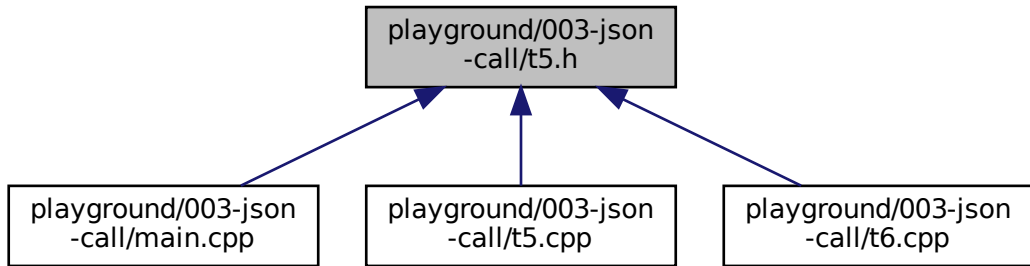 playground/003-json
-call/t5.h
playground/003-json
-call/main.cpp
playground/003-json
-call/t5.cpp
playground/003-json
-call/t6.cpp